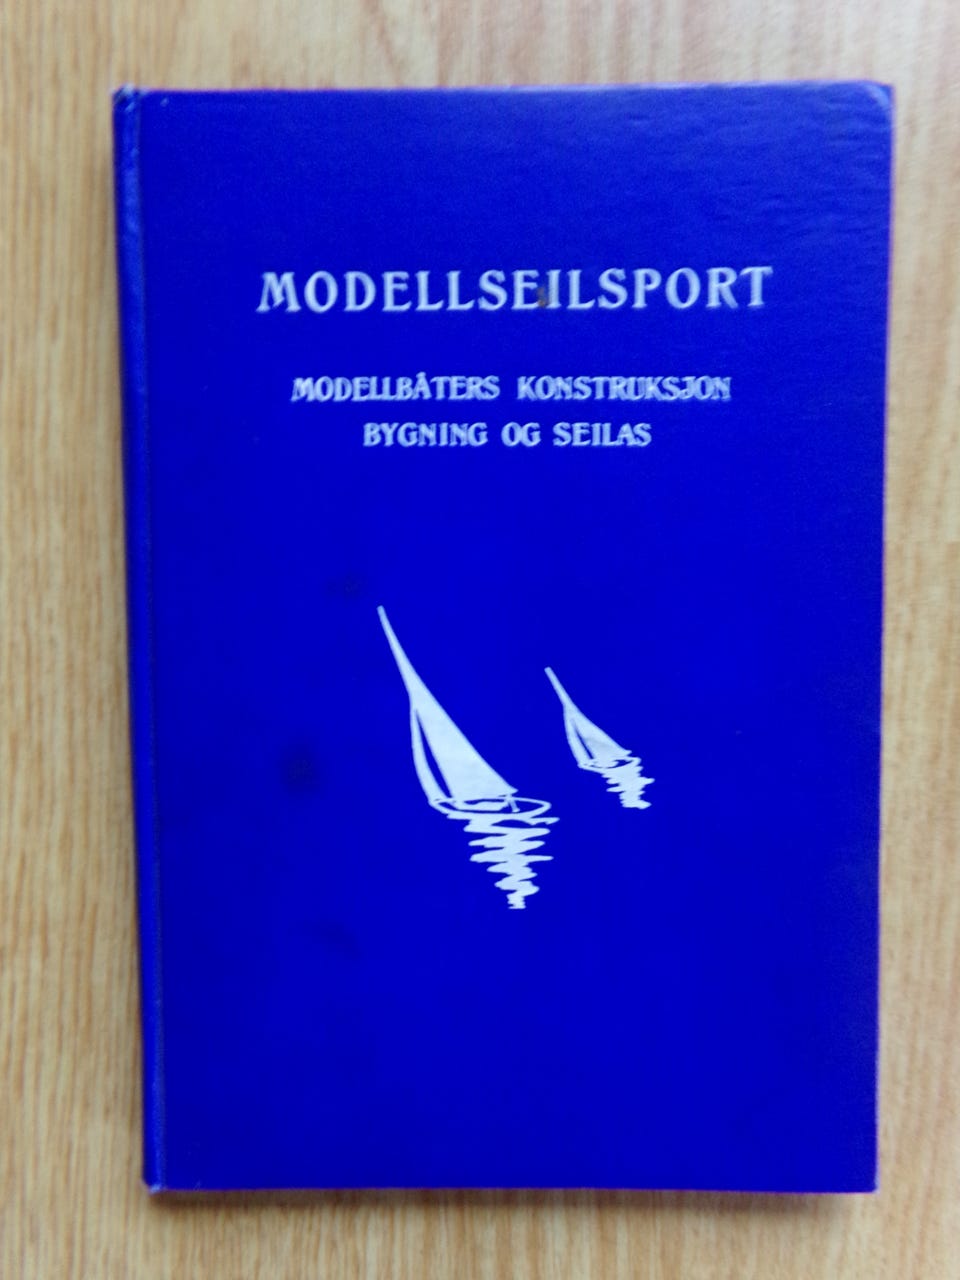 MODELLSEILSPORT
MODELLBÅTERS KONSTRUKSJON
BYGNING OG SEILAS